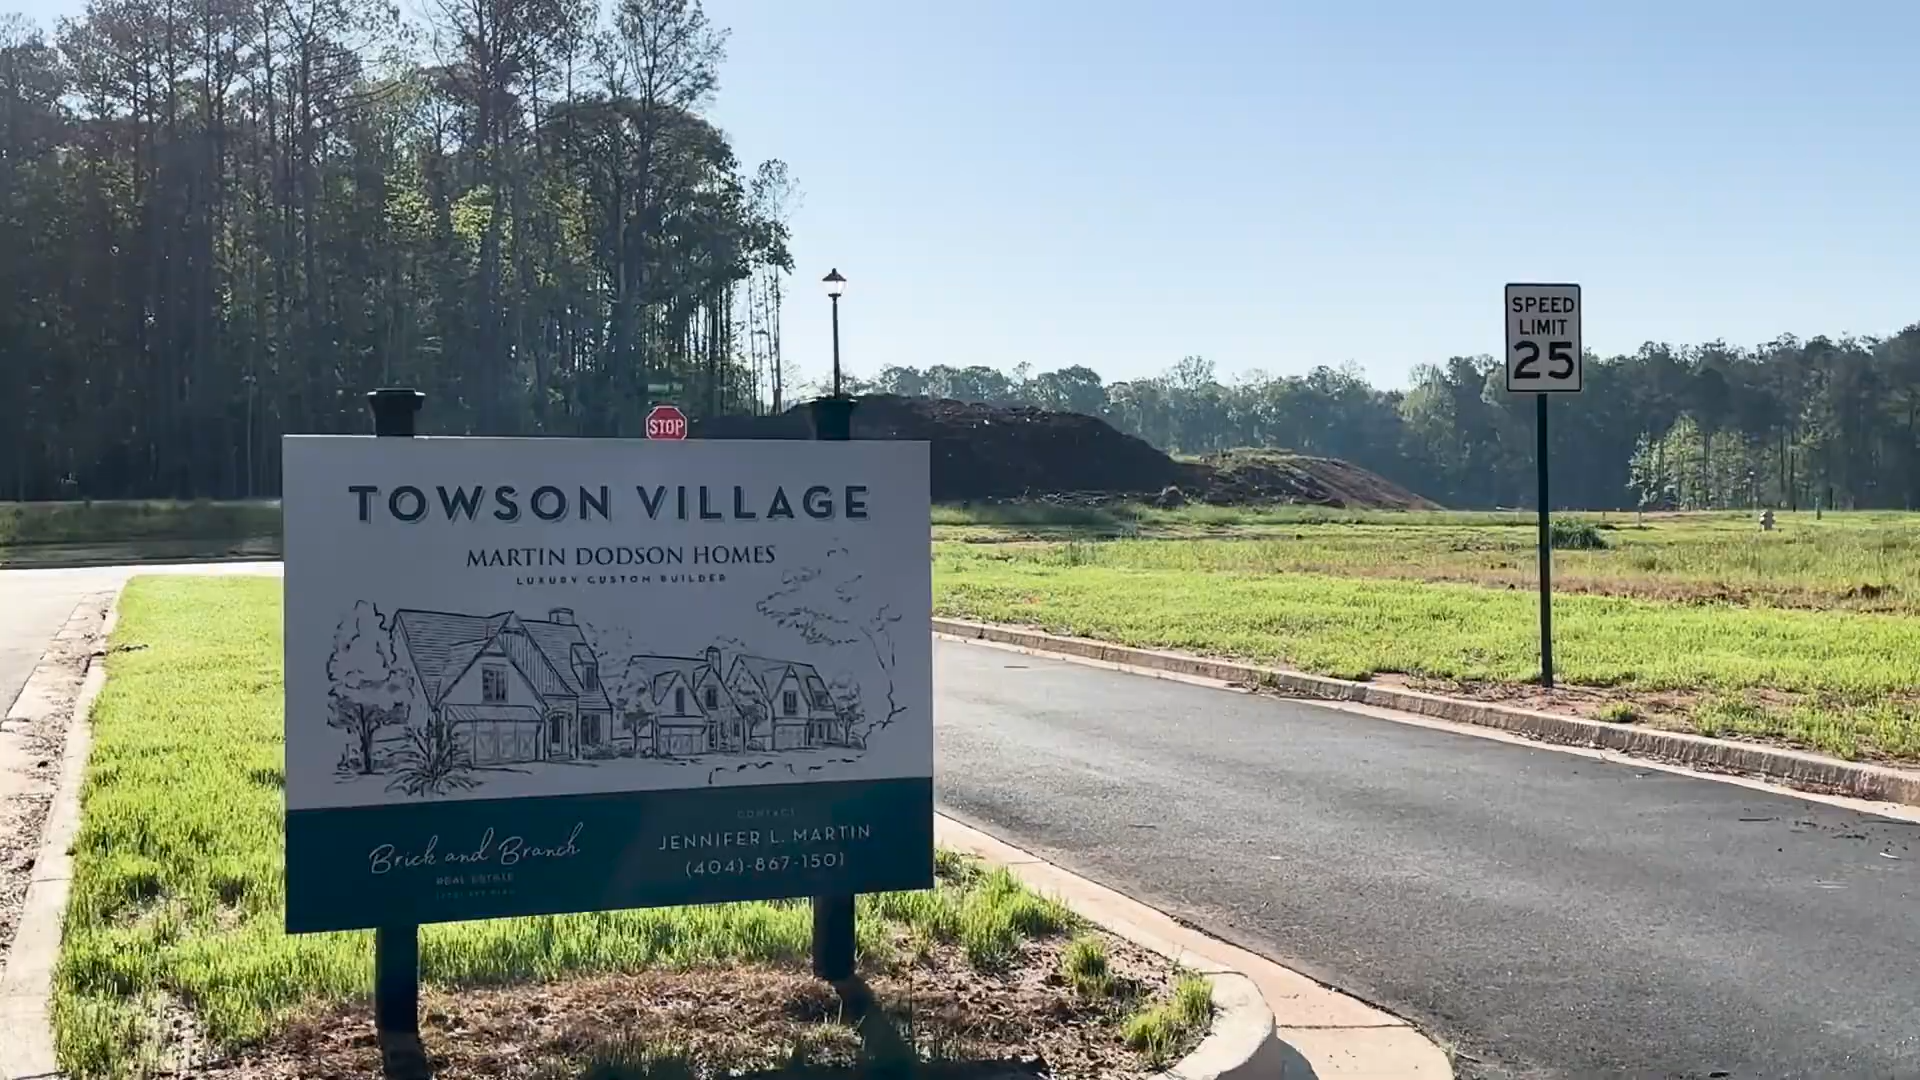 SPEED
LIMIT
25
STOP
TOWSON VILLAGE
MARTIN DODSON HOMES
LUXURY CUSTOM BUILDER
Brick and Branch
REAL ESTATE
CONTACT
JENNIFER L. MARTIN
(404)-867-1501